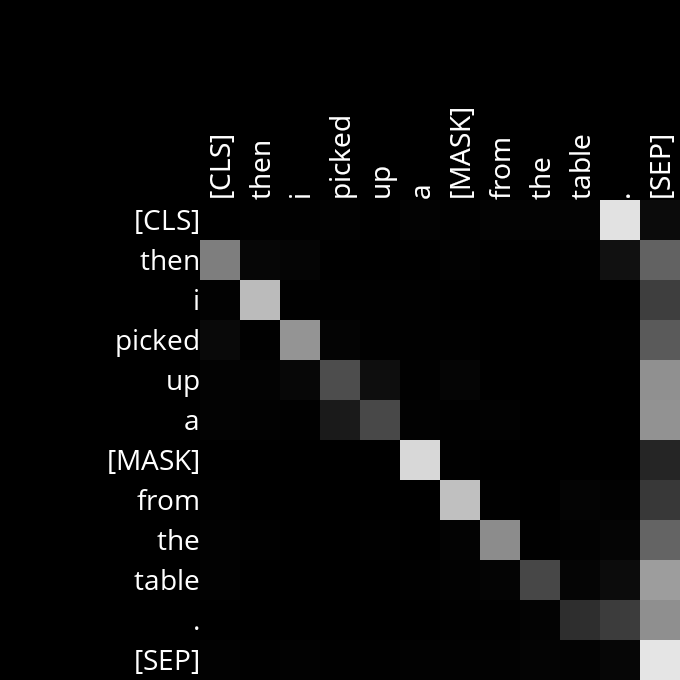 [CLS] then i picked up a [MASK] from the table . [SEP]
[CLS]
then
i
picked
up
a
[MASK]
from
the
table
.
[SEP]